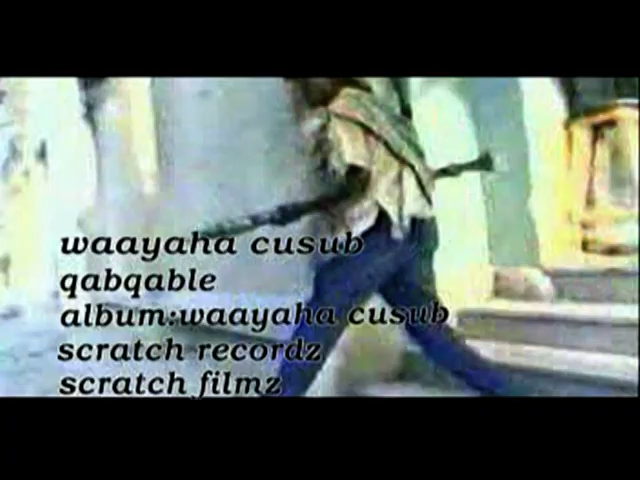 waayaha cusub
qabqable
album:waayaha cusub
scratch recordz
scratch filmz